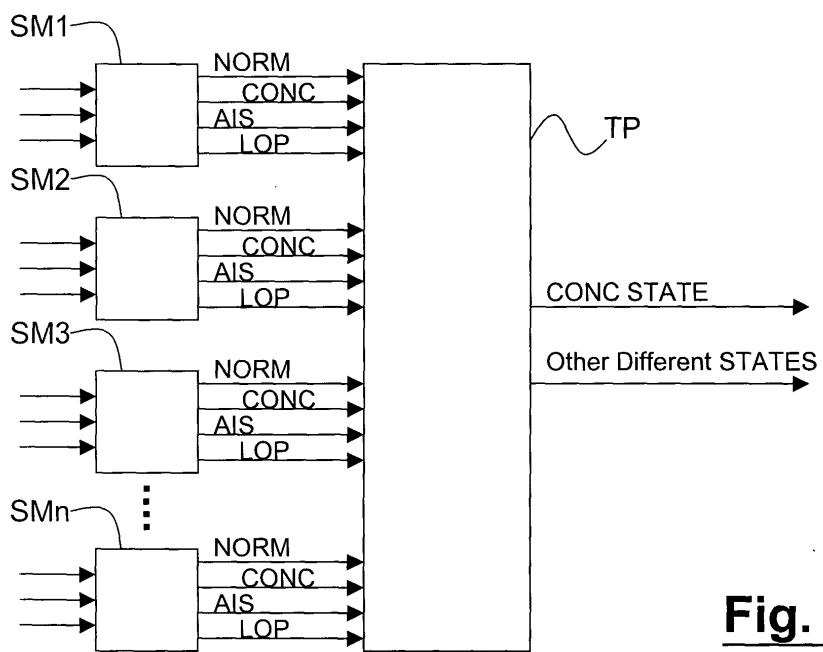 SM1
NORM
CONC
AIS
LOP
TP
SM2
NORM
CONC
AIS
LOP
CONC STATE
SM3
Other Different STATES
NORM
CONC
AIS
LOP
SMn
NORM
CONC
AIS
LOP
Fig.